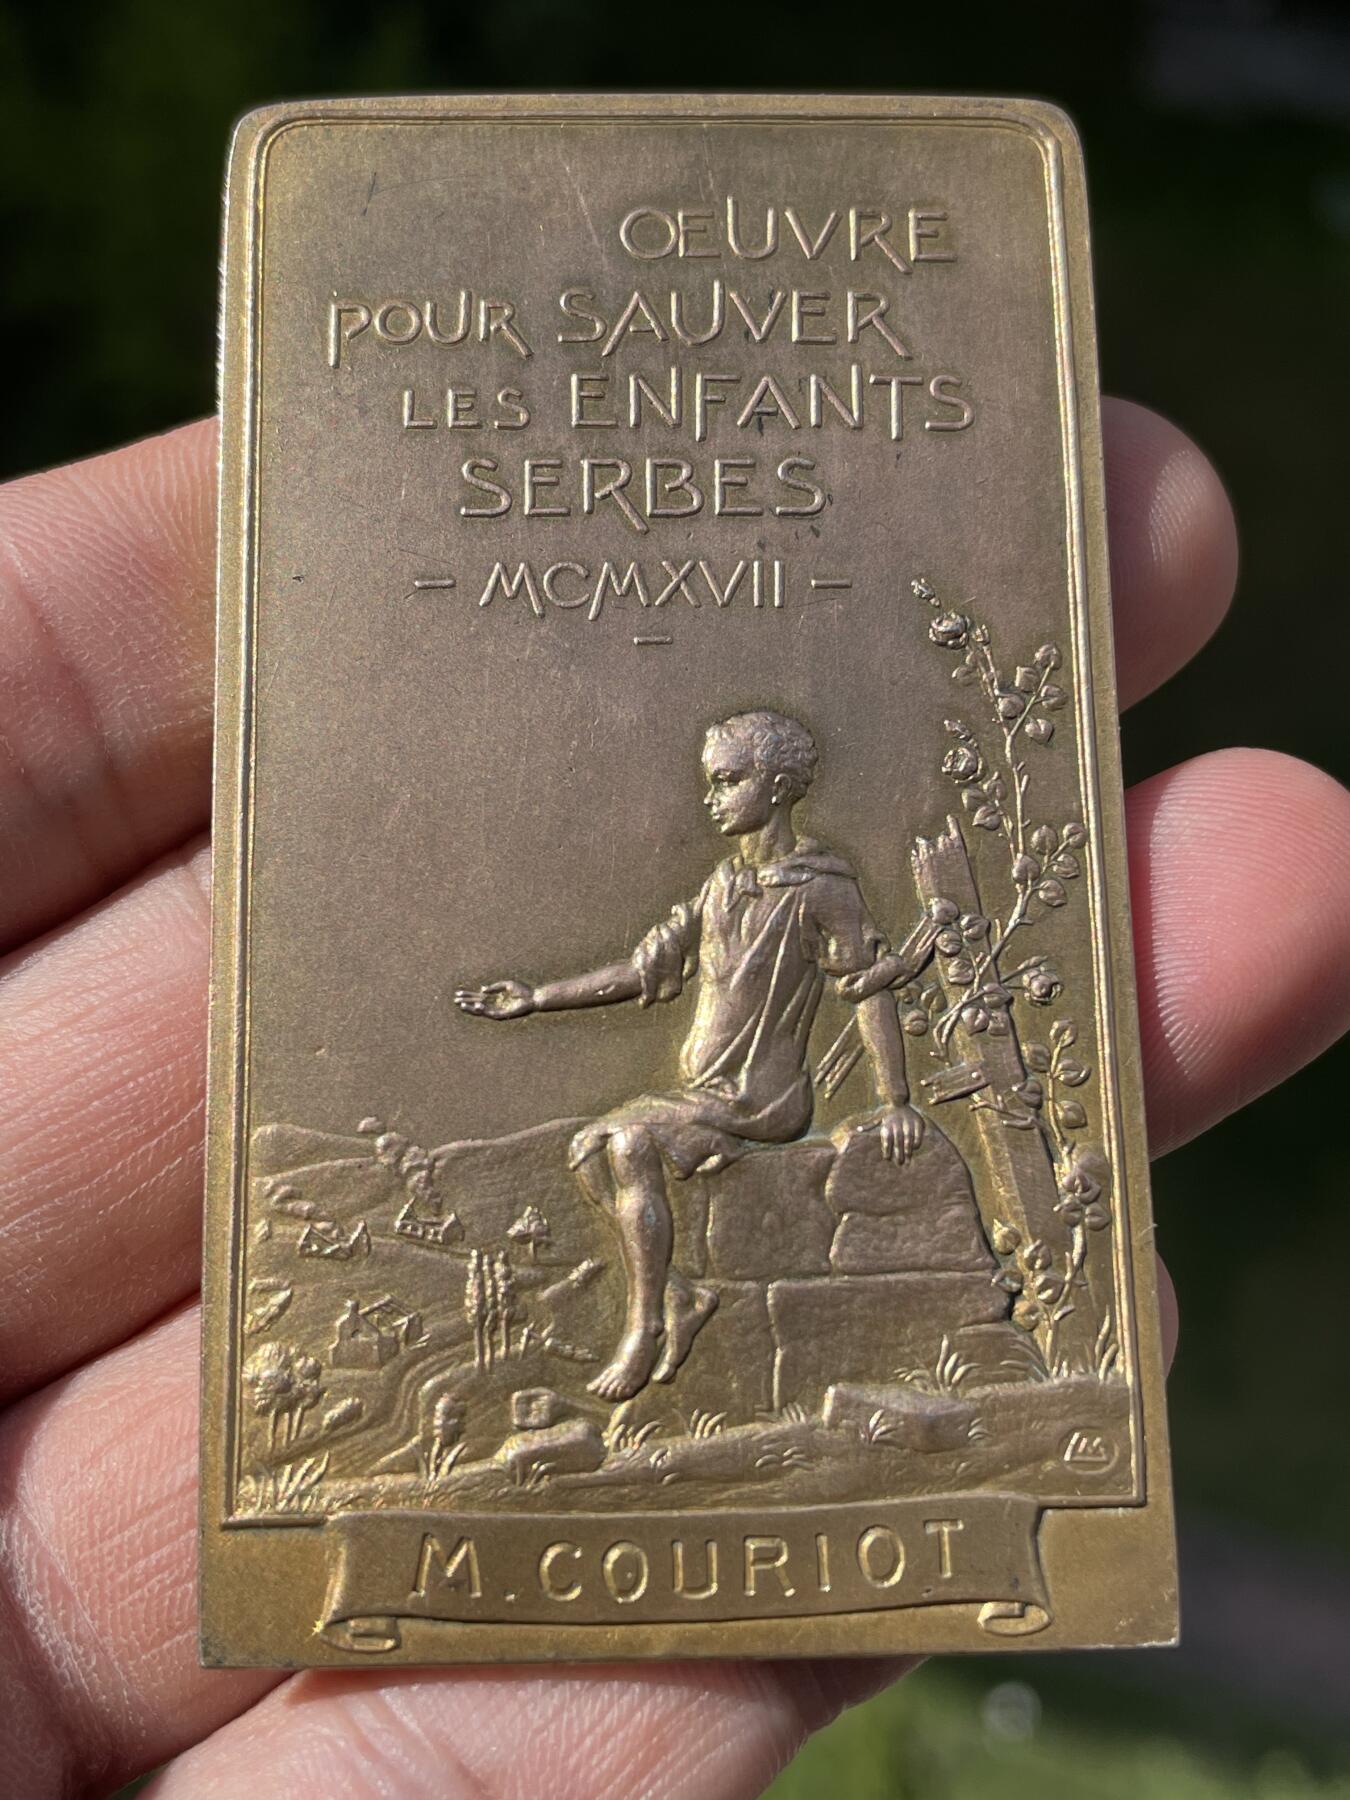 OEUVRE
POUR SAUVER
LES ENFANTS
SERBES
- MCMXVII -
M. COURIOT